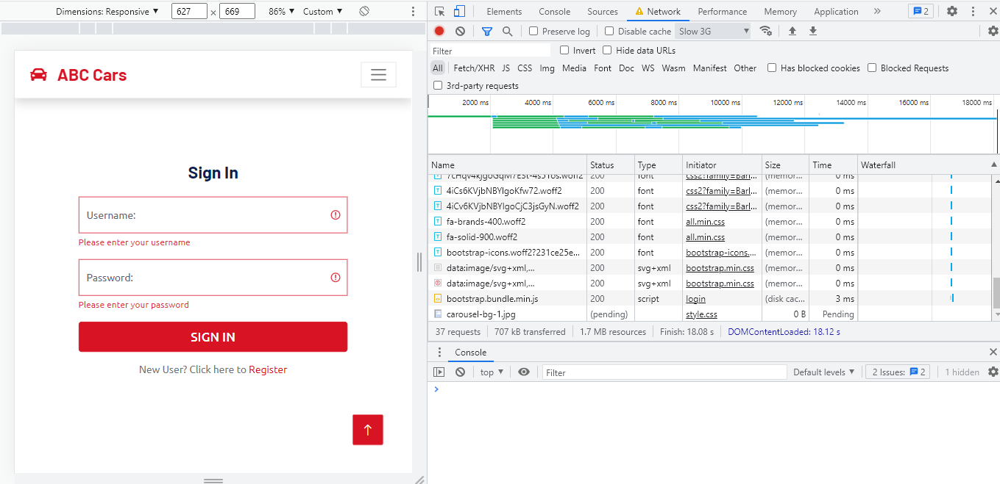 Dimensions: Responsive ▼ 627 × 669 86% ▼ Custom ▼
ABC Cars
Sign In
Username:
Please enter your username
Password:
Please enter your password
SIGN IN
New User? Click here to Register
Elements Console Sources Network Performance Memory Application » 2
Preserve log Disable cache Slow 3G ▼
Filter Invert Hide data URLs
All Fetch/XHR JS CSS Img Media Font Doc WS Wasm Manifest Other Has blocked cookies Blocked Requests
3rd-party requests
2000 ms 4000 ms 6000 ms 8000 ms 10000 ms 12000 ms 14000 ms 16000 ms 18000 ms
Name Status Type Initiator Size Time Waterfall
200 font css2?family=Barl... (memor... 0 ms
4iCs6KVjbNBYlgoKfw72.woff2 200 font css2?family=Barl... (memor... 0 ms
4iCv6KVjbNBYlgoCjC3jsGyN.woff2 200 font css2?family=Barl... (memor... 0 ms
fa-brands-400.woff2 200 font all.min.css (memor... 0 ms
fa-solid-900.woff2 200 font all.min.css (memor... 0 ms
bootstrap-icons.woff2?231ce25e... 200 font bootstrap-icons.... (memor... 0 ms
data:image/svg+xml,... 200 svg+xml bootstrap.min.css (memor... 0 ms
data:image/svg+xml,... 200 svg+xml bootstrap.min.css (memor... 0 ms
bootstrap.bundle.min.js 200 script login (disk cac... 3 ms
carousel-bg-1.jpg (pending) style.css 0 B Pending
37 requests 707 kB transferred 1.7 MB resources Finish: 18.08 s DOMContentLoaded: 18.12 s
Console
top ▼ Filter Default levels ▼ 2 Issues: 2 1 hidden